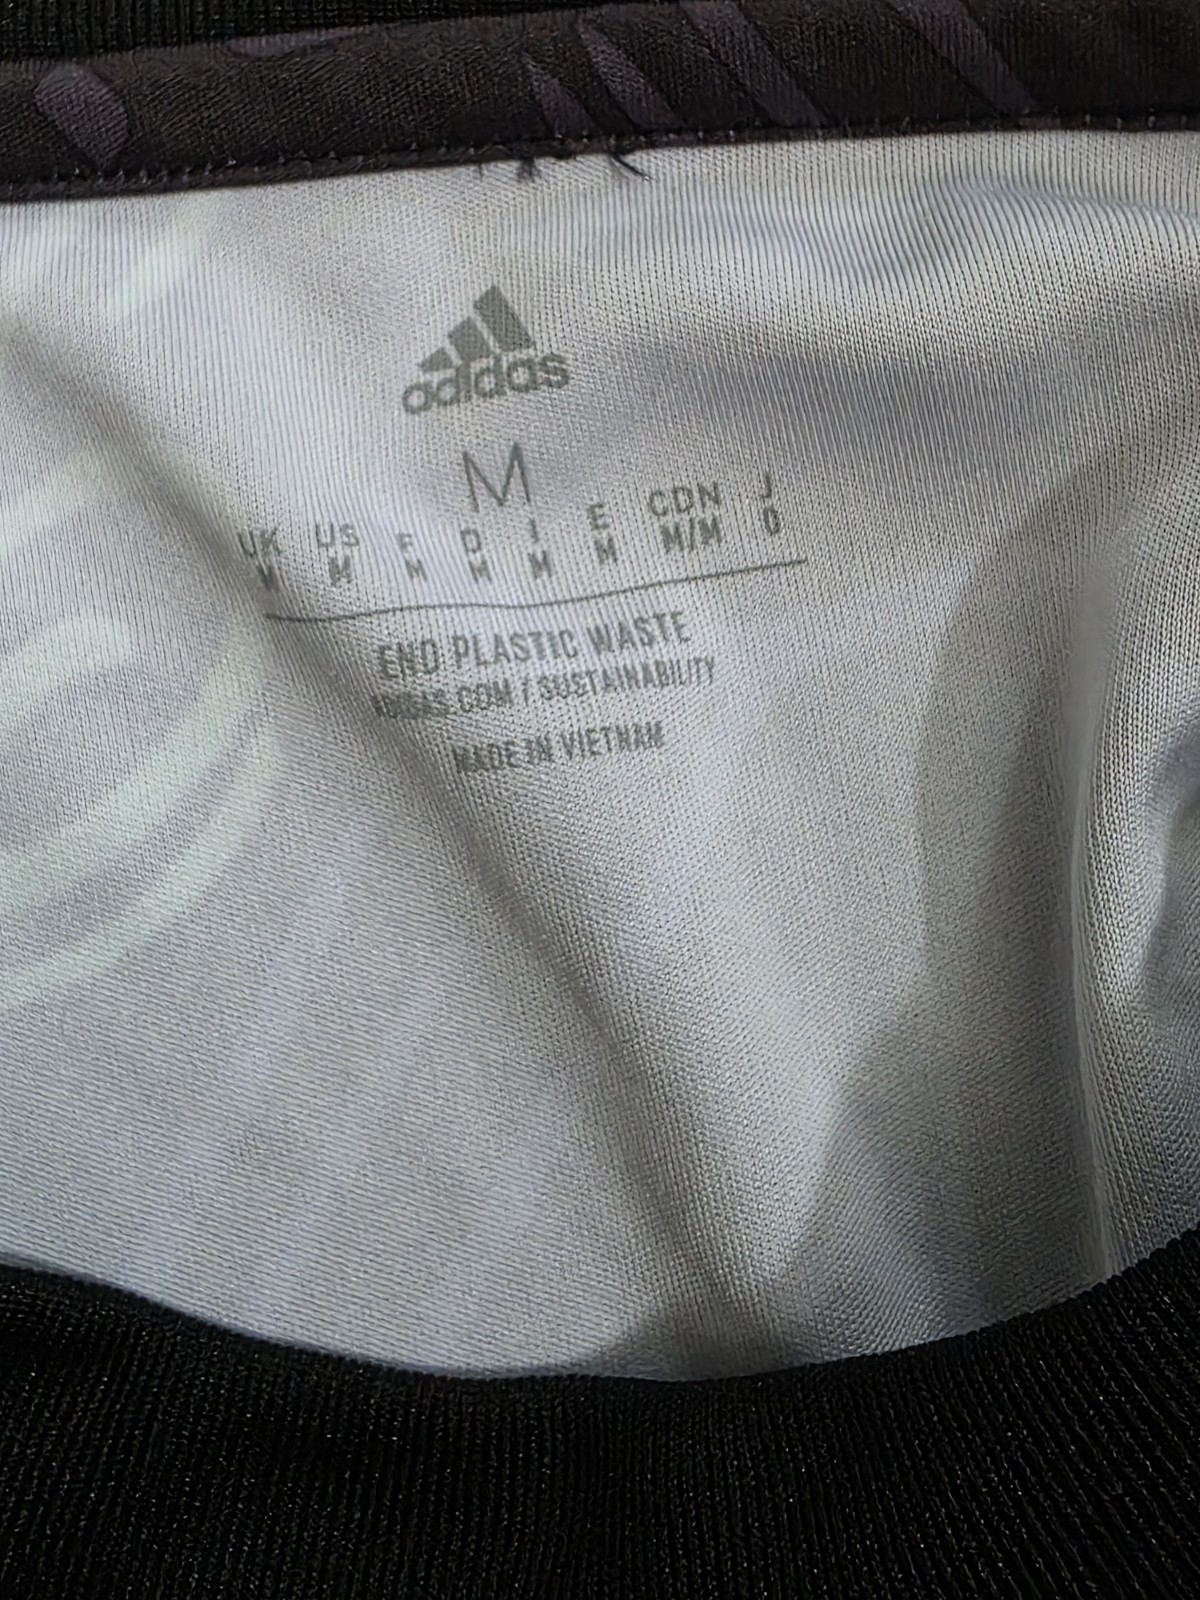 adidas
M
UK US F D I E CDN J
M M M M M M M/M O
END PLASTIC WASTE
ADIDAS.COM / SUSTAINABILITY
MADE IN VIETNAM